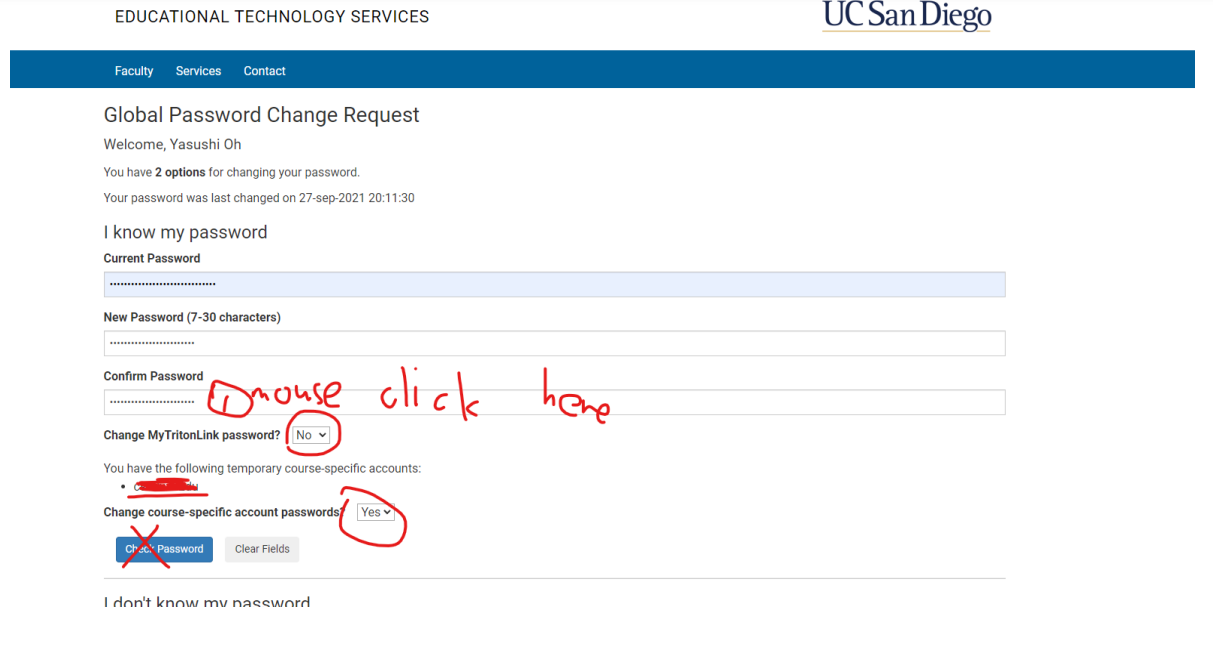 EDUCATIONAL TECHNOLOGY SERVICES
UC San Diego
Faculty Services Contact
Global Password Change Request
Welcome, Yasushi Oh
You have 2 options for changing your password.
Your password was last changed on 27-sep-2021 20:11:30
I know my password
Current Password
New Password (7-30 characters)
Confirm Password
① mouse click here
Change MyTritonLink password? No
You have the following temporary course-specific accounts:
Change course-specific account passwords? Yes
Check Password Clear Fields
I don't know my password